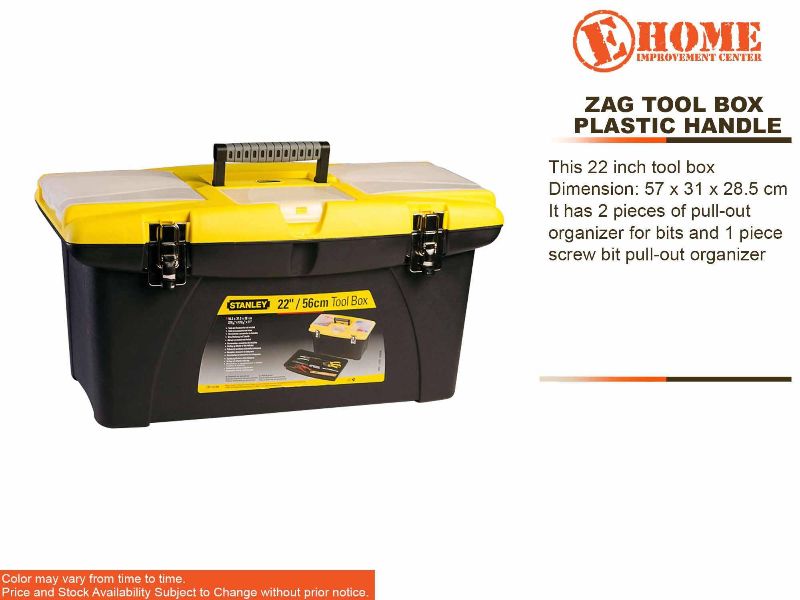 E HOME
IMPROVEMENT CENTER
ZAG TOOL BOX
PLASTIC HANDLE
This 22 inch tool box
Dimension: 57 x 31 x 28.5 cm
It has 2 pieces of pull-out
organizer for bits and 1 piece
screw bit pull-out organizer
STANLEY 22"/56cm Tool Box
Color may vary from time to time.
Price and Stock Availability Subject to Change without prior notice.